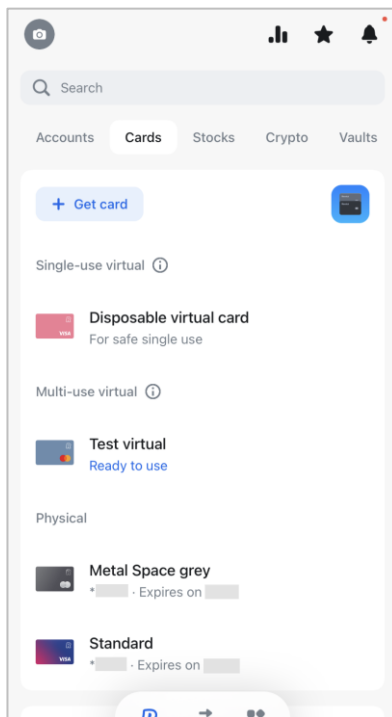 Search
Accounts Cards Stocks Crypto Vaults
+ Get card
Single-use virtual
Disposable virtual card
For safe single use
Multi-use virtual
Test virtual
Ready to use
Physical
Metal Space grey
* · Expires on
Standard
* · Expires on